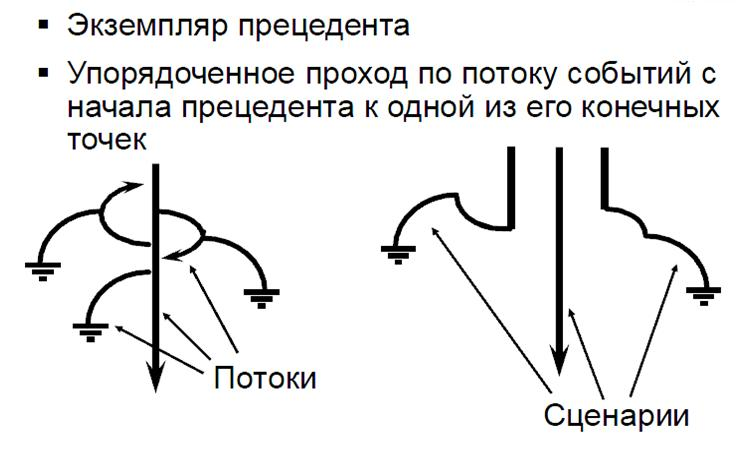 ▪ Экземпляр прецедента
▪ Упорядоченное проход по потоку событий с
начала прецедента к одной из его конечных
точек
Потоки
Сценарии